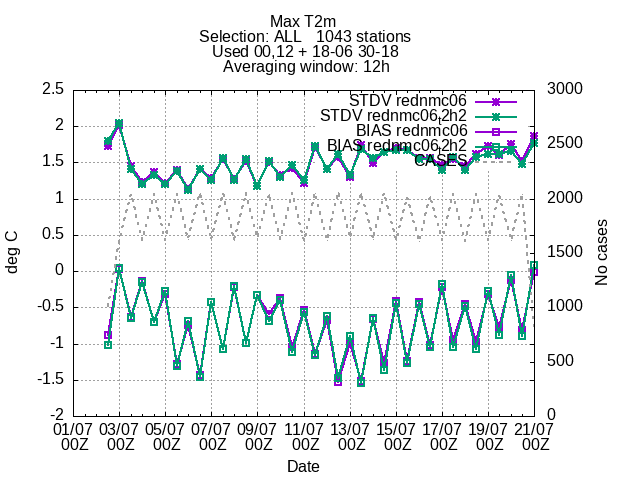 Max T2m
Selection: ALL   1043 stations
Used 00,12 + 18-06 30-18
Averaging window: 12h
2.5
2
1.5
1
0.5
0
-0.5
-1
-1.5
-2
deg C
3000
2500
2000
1500
1000
500
0
No cases
STDV rednmc06
STDV rednmc06,2h2
BIAS rednmc06
BIAS rednmc06,2h2
CASES
01/07 03/07 05/07 07/07 09/07 11/07 13/07 15/07 17/07 19/07 21/07
00Z 00Z 00Z 00Z 00Z 00Z 00Z 00Z 00Z 00Z 00Z
Date